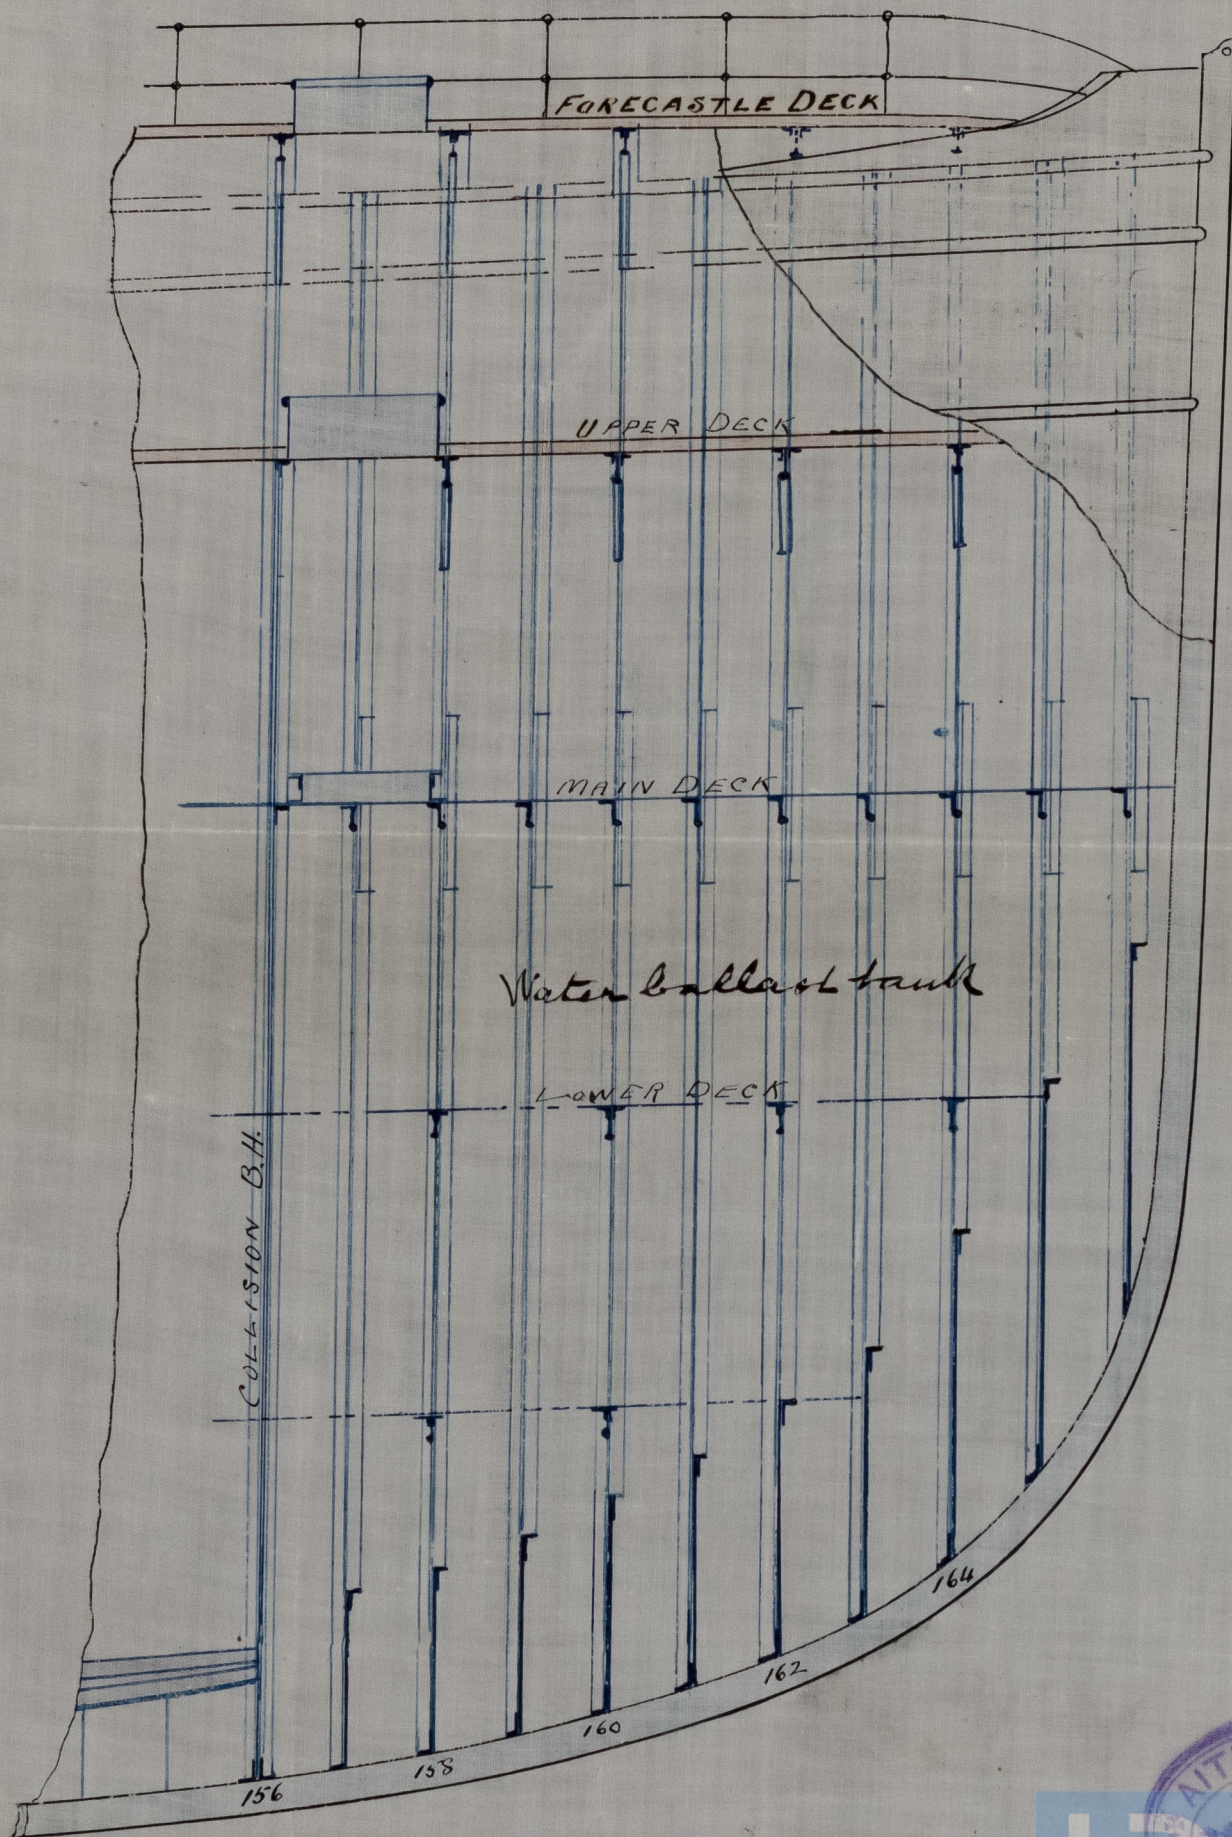 FORECASTLE DECK
UPPER DECK
MAIN DECK
Water ballast tank
LOWER DECK
COLLISION B.H.
156
158
160
162
164